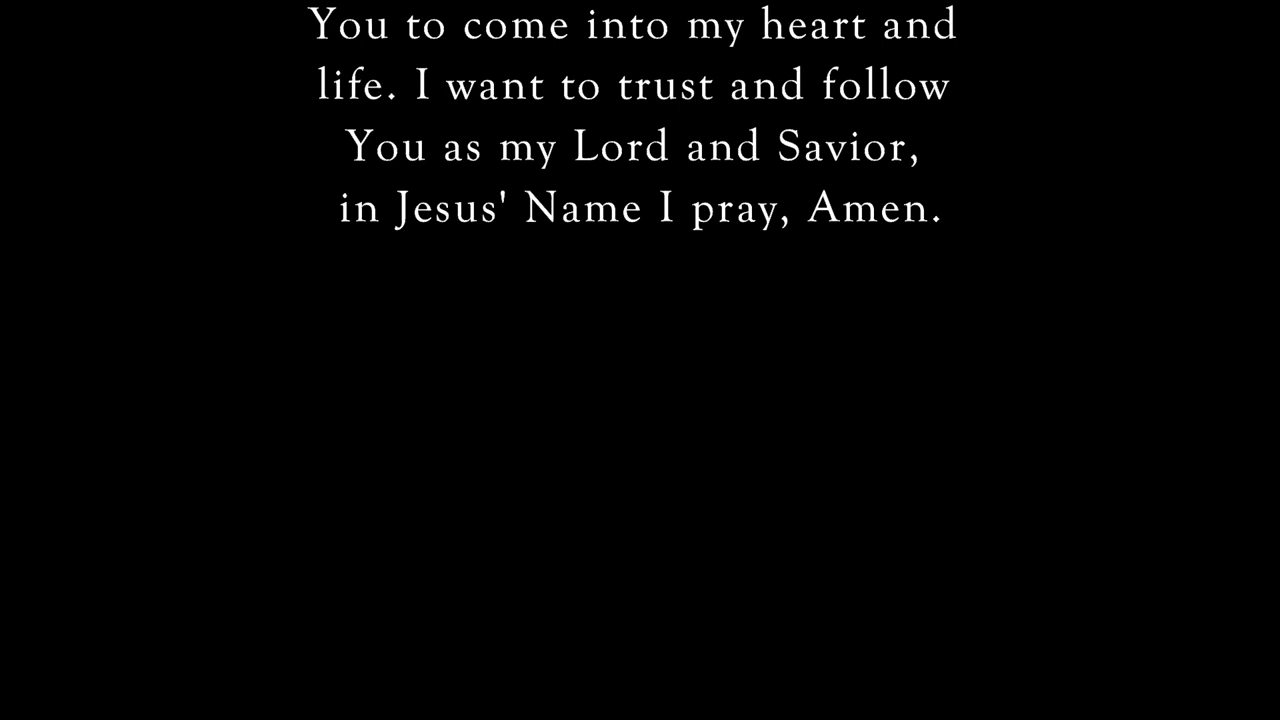 You to come into my heart and
life. I want to trust and follow
You as my Lord and Savior,
in Jesus' Name I pray, Amen.